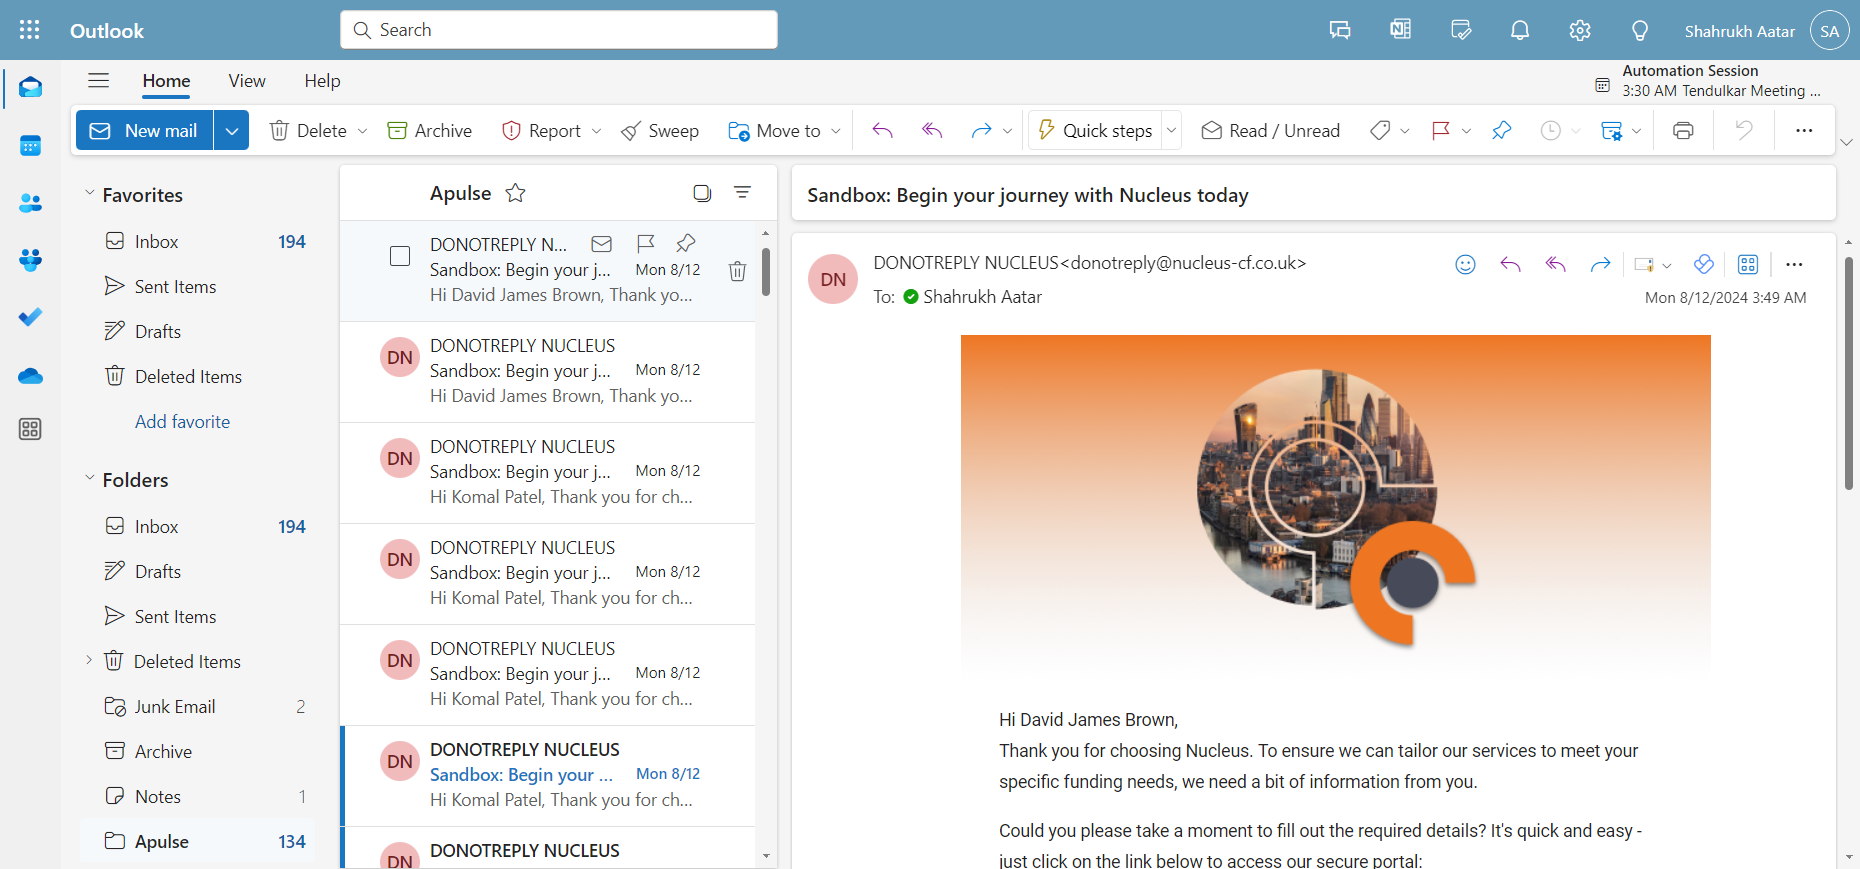 Outlook
Search
Shahrukh Aatar
SA
Home
View
Help
Automation Session
3:30 AM Tendulkar Meeting ...
New mail
Delete
Archive
Report
Sweep
Move to
Quick steps
Read / Unread
Favorites
Inbox 194
Sent Items
Drafts
Deleted Items
Add favorite
Folders
Inbox 194
Drafts
Sent Items
Deleted Items
Junk Email 2
Archive
Notes 1
Apulse 134
Apulse
DONOTREPLY N...
Sandbox: Begin your j... Mon 8/12
Hi David James Brown, Thank yo...
DN
DONOTREPLY NUCLEUS
Sandbox: Begin your j... Mon 8/12
Hi David James Brown, Thank yo...
DN
DONOTREPLY NUCLEUS
Sandbox: Begin your j... Mon 8/12
Hi Komal Patel, Thank you for ch...
DN
DONOTREPLY NUCLEUS
Sandbox: Begin your j... Mon 8/12
Hi Komal Patel, Thank you for ch...
DN
DONOTREPLY NUCLEUS
Sandbox: Begin your j... Mon 8/12
Hi Komal Patel, Thank you for ch...
DN
DONOTREPLY NUCLEUS
Sandbox: Begin your ... Mon 8/12
Hi Komal Patel, Thank you for ch...
DN
DONOTREPLY NUCLEUS
Sandbox: Begin your journey with Nucleus today
DN
DONOTREPLY NUCLEUS<donotreply@nucleus-cf.co.uk>
To: Shahrukh Aatar
Mon 8/12/2024 3:49 AM
Hi David James Brown,
Thank you for choosing Nucleus. To ensure we can tailor our services to meet your
specific funding needs, we need a bit of information from you.
Could you please take a moment to fill out the required details? It's quick and easy -
just click on the link below to access our secure portal: